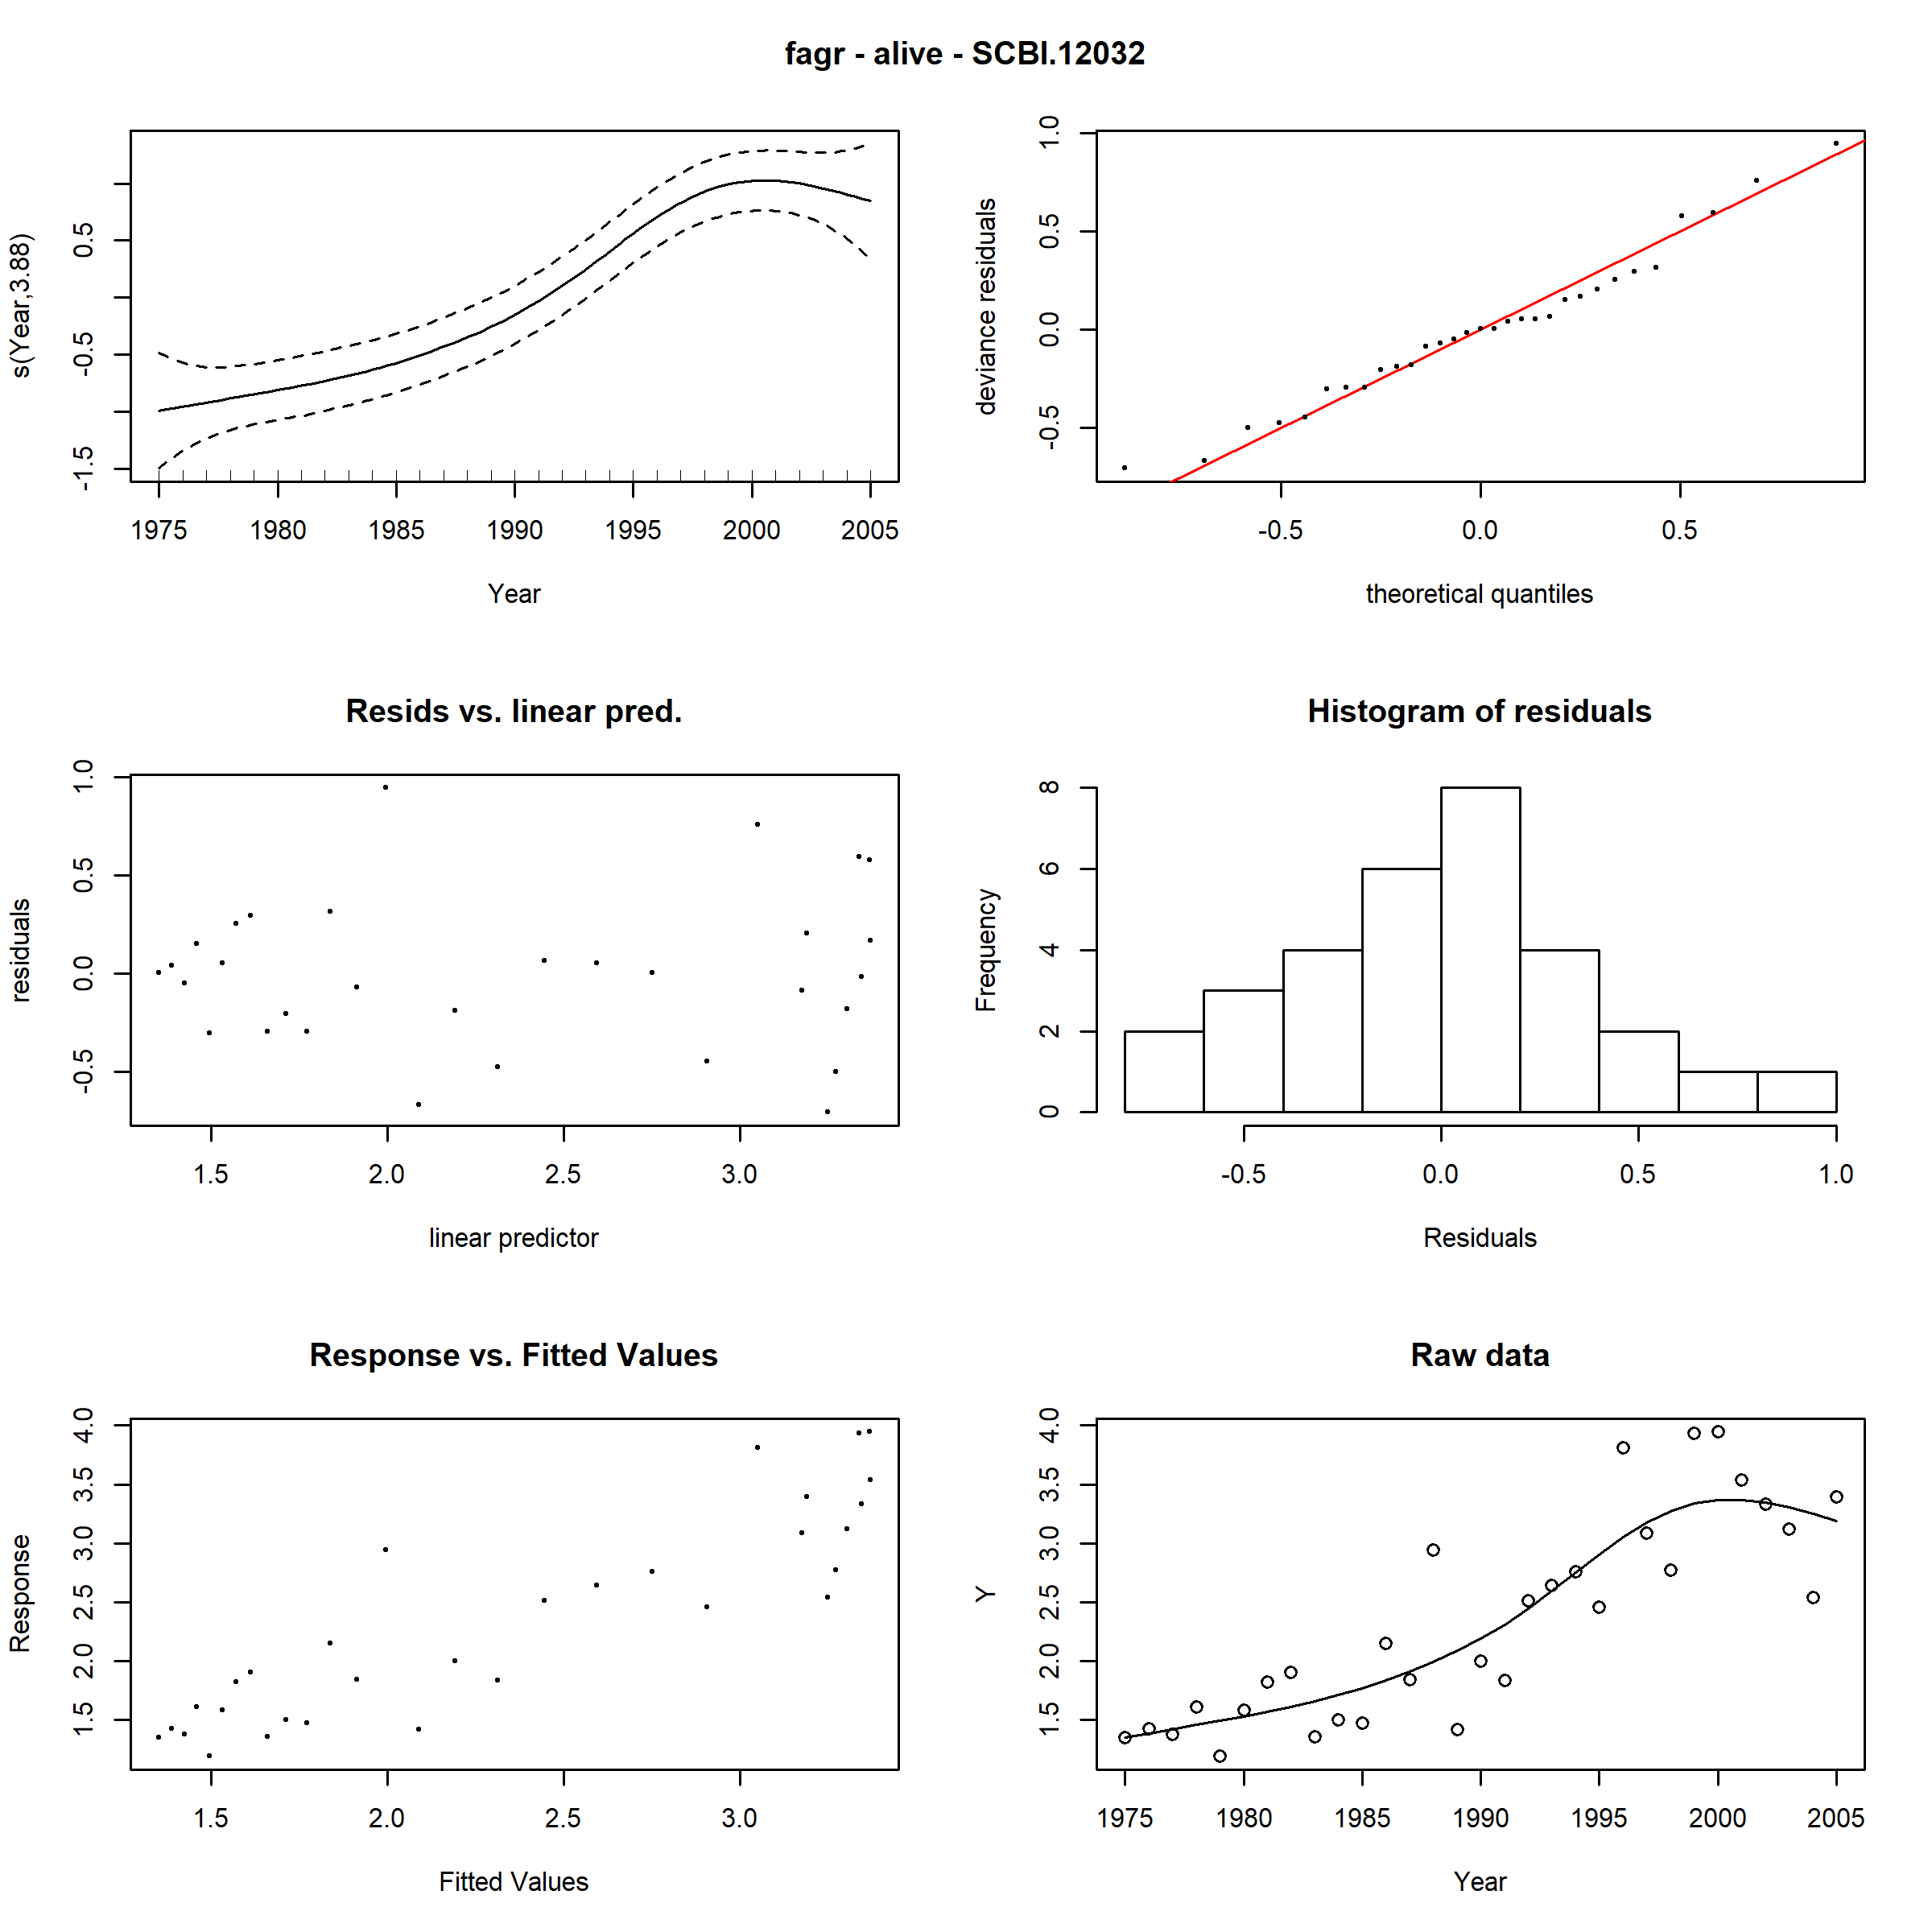 fagr - alive - SCBI.12032
s(Year,3.88)
0.5
-0.5
-1.5
1975 1980 1985 1990 1995 2000 2005
Year
deviance residuals
1.0
0.5
0.0
-0.5
-0.5 0.0 0.5
theoretical quantiles
Resids vs. linear pred.
residuals
1.0
0.5
0.0
-0.5
1.5 2.0 2.5 3.0
linear predictor
Histogram of residuals
Frequency
8
6
4
2
0
-0.5 0.0 0.5 1.0
Residuals
Response vs. Fitted Values
Response
4.0
3.5
3.0
2.5
2.0
1.5
1.5 2.0 2.5 3.0
Fitted Values
Raw data
Y
4.0
3.5
3.0
2.5
2.0
1.5
1975 1980 1985 1990 1995 2000 2005
Year